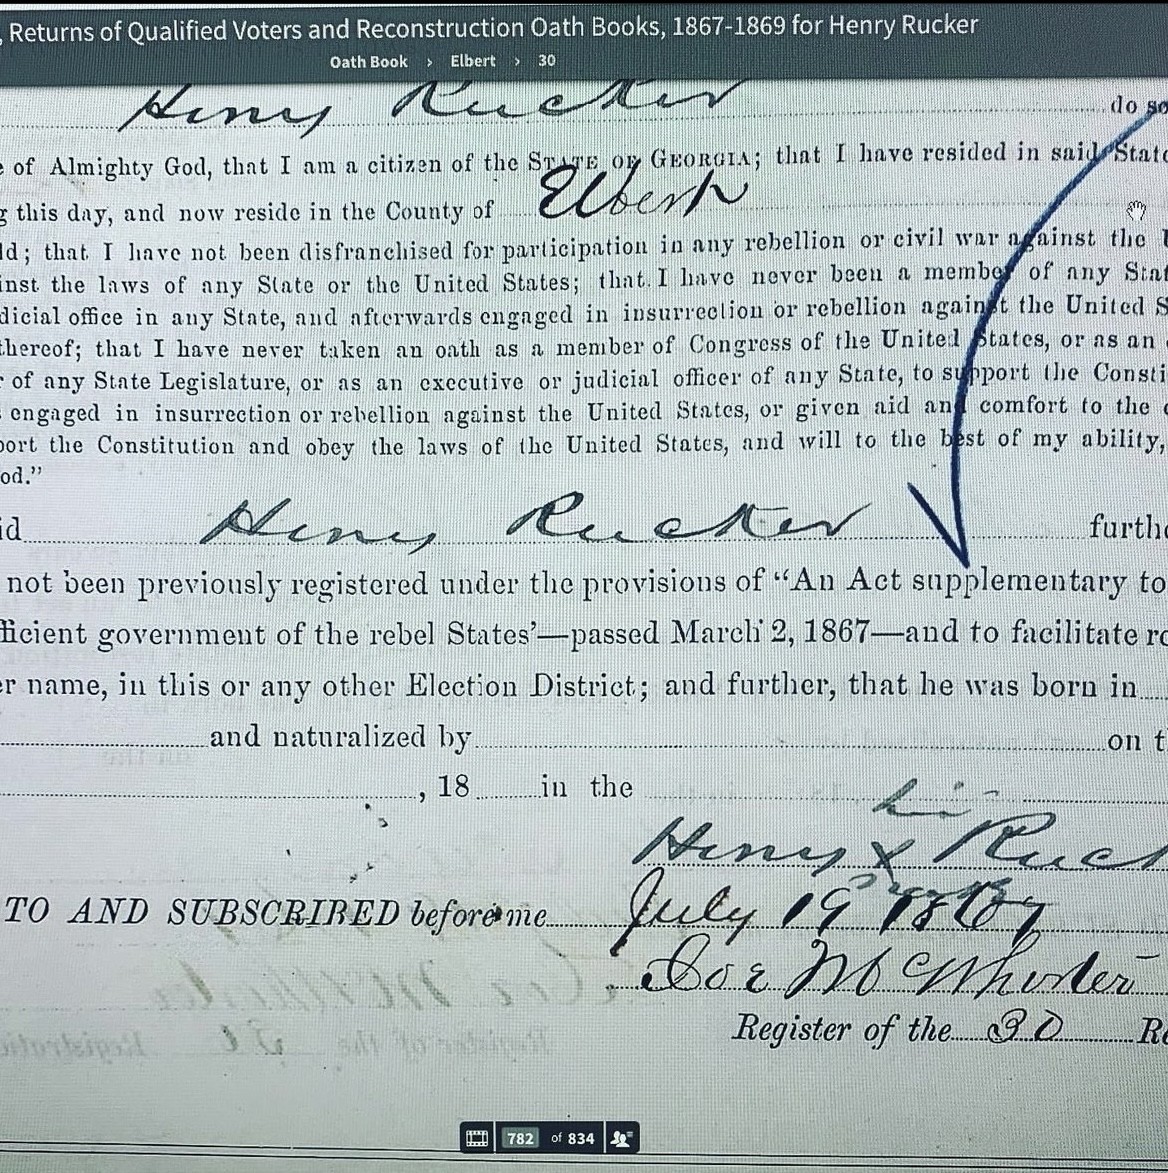 , Returns of Qualified Voters and Reconstruction Oath Books, 1867-1869 for Henry Rucker
Oath Book > Elbert > 30
Henry Rucker do so
e of Almighty God, that I am a citizen of the STATE OF GEORGIA; that I have resided in said State
g this day, and now reside in the County of Elbert
ld; that I have not been disfranchised for participation in any rebellion or civil war against the U
inst the laws of any State or the United States; that I have never been a member of any Stat
dicial office in any State, and afterwards engaged in insurrection or rebellion against the United S
thereof; that I have never taken an oath as a member of Congress of the United States, or as an
r of any State Legislature, or as an executive or judicial officer of any State, to support the Consti
s engaged in insurrection or rebellion against the United States, or given aid and comfort to the e
port the Constitution and obey the laws of the United States, and will to the best of my ability,
od.”
id Henry Rucker furthe
not been previously registered under the provisions of “An Act supplementary to
ficient government of the rebel States’—passed March 2, 1867—and to facilitate re
er name, in this or any other Election District; and further, that he was born in
and naturalized by on t
, 18 in the
his
Henry X Ruck
mark
TO AND SUBSCRIBED before me July 19 1867
McWhorter
Register of the 30 Re
782 of 834